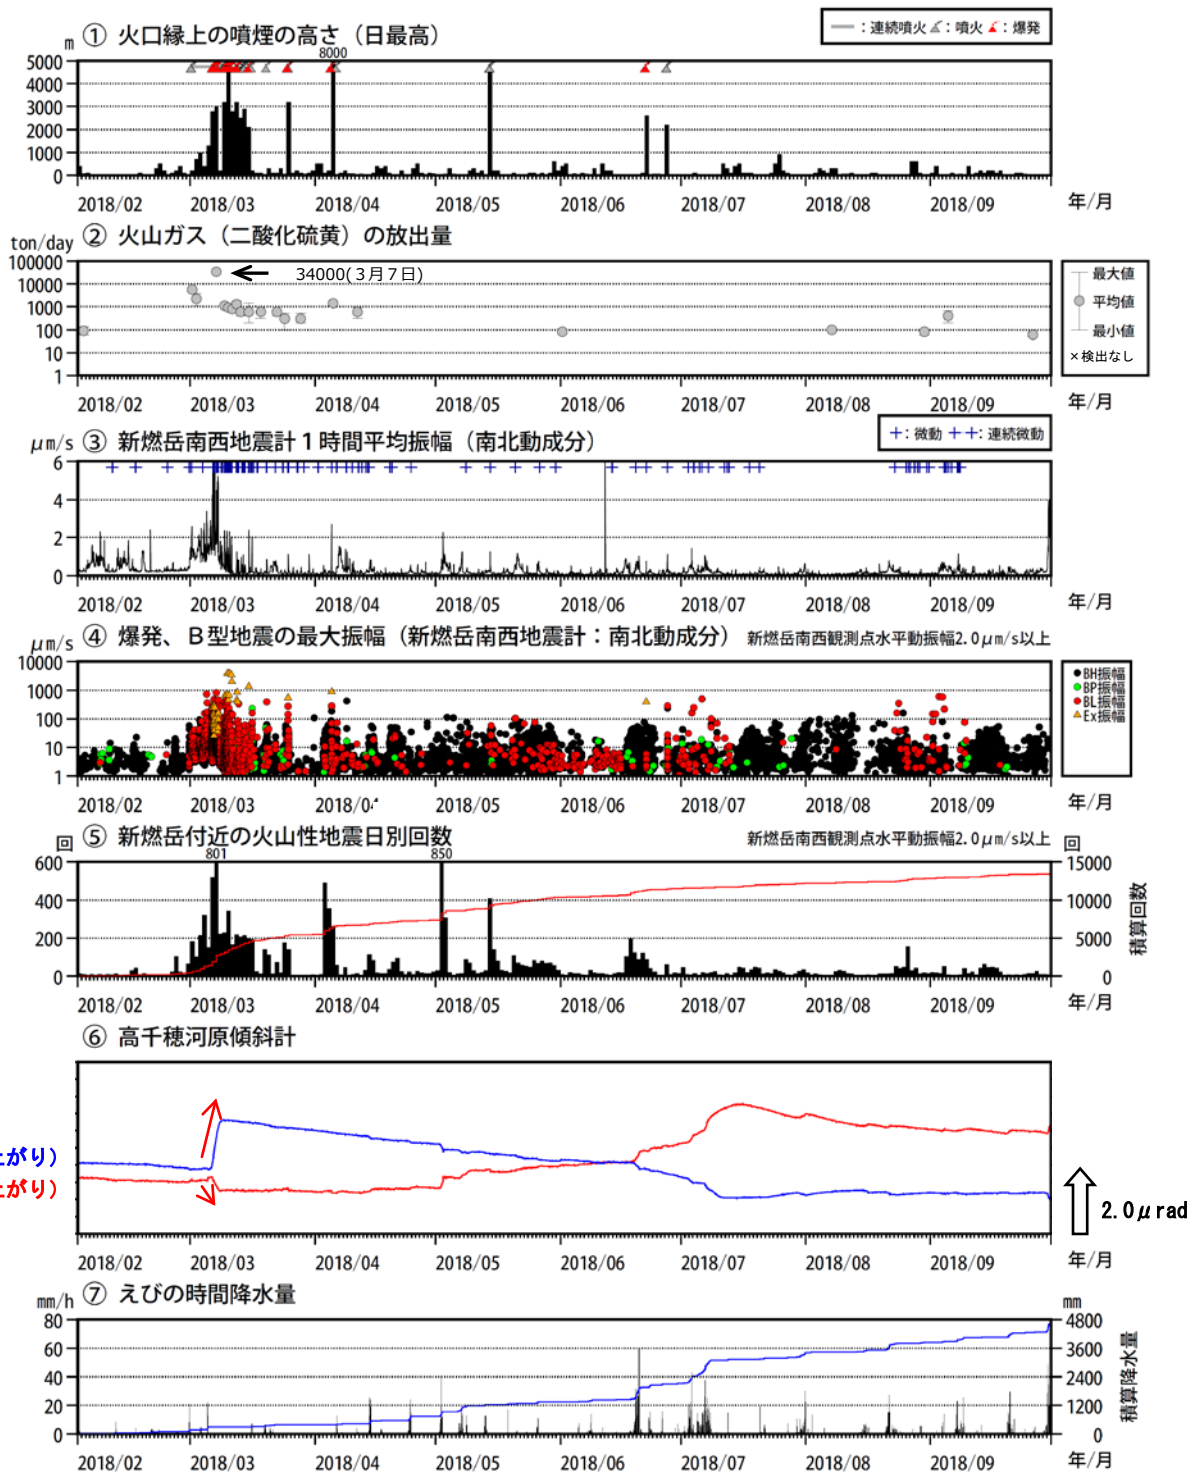 ① 火口縁上の噴煙の高さ（日最高）
━：連続噴火 ：噴火 ：爆発
m
8000
5000
4000
3000
2000
1000
0
2018/02 2018/03 2018/04 2018/05 2018/06 2018/07 2018/08 2018/09 年/月
ton/day ② 火山ガス（二酸化硫黄）の放出量
100000
10000
1000
100
10
1
34000(３月７日)
最大値
平均値
最小値
×検出なし
2018/02 2018/03 2018/04 2018/05 2018/06 2018/07 2018/08 2018/09 年/月
μm/s ③ 新燃岳南西地震計１時間平均振幅（南北動成分）
＋：微動 ＋＋：連続微動
6
4
2
0
2018/02 2018/03 2018/04 2018/05 2018/06 2018/07 2018/08 2018/09 年/月
μm/s ④ 爆発、Ｂ型地震の最大振幅（新燃岳南西地震計：南北動成分） 新燃岳南西観測点水平動振幅2.0μm/s以上
10000
1000
100
10
1
●BH振幅
●BP振幅
●BL振幅
▲Ex振幅
2018/02 2018/03 2018/05 2018/06 2018/07 2018/08 2018/09 年/月
回 ⑤ 新燃岳付近の火山性地震日別回数 新燃岳南西観測点水平動振幅2.0μm/s以上 回
801 850
600
400
200
0
15000
10000
5000
0
積算回数
2018/02 2018/03 2018/04 2018/05 2018/06 2018/07 2018/08 2018/09 年/月
⑥ 高千穂河原傾斜計
がり）
がり）
2.0μrad
2018/02 2018/03 2018/04 2018/05 2018/06 2018/07 2018/08 2018/09 年/月
mm/h ⑦ えびの時間降水量 mm
80
60
40
20
0
4800
3600
2400
1200
0
積算降水量
2018/02 2018/03 2018/04 2018/05 2018/06 2018/07 2018/08 2018/09 年/月